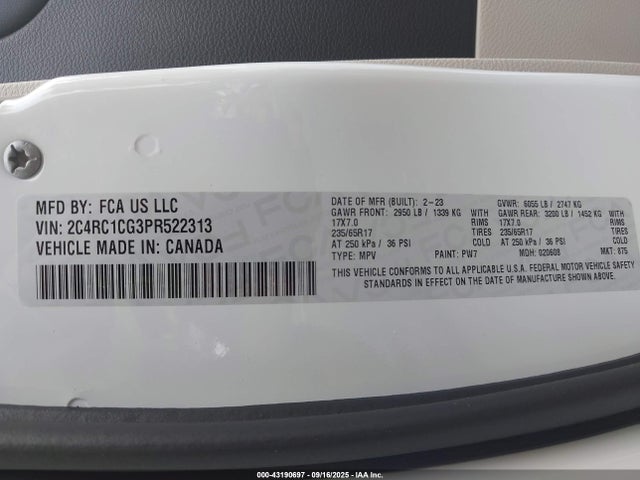 MFD BY: FCA US LLC
VIN: 2C4RC1CG3PR522313
VEHICLE MADE IN: CANADA
DATE OF MFR (BUILT): 2-23 GVWR: 6055 LB / 2747 KG
GAWR FRONT: 2950 LB / 1339 KG WITH GAWR REAR: 3200 LB / 1452 KG WITH
17X7.0 RIMS 17X7.0 RIMS
235/65R17 TIRES 235/65R17 TIRES
AT 250 kPa / 36 PSI COLD AT 250 kPa / 36 PSI COLD
TYPE: MPV PAINT: PW7 MDH: 020608 MKT: 875
THIS VEHICLE CONFORMS TO ALL APPLICABLE U.S.A. FEDERAL MOTOR VEHICLE SAFETY
STANDARDS IN EFFECT ON THE DATE OF MANUFACTURE SHOWN ABOVE.
000-43190697 - 09/16/2025 - IAA Inc.